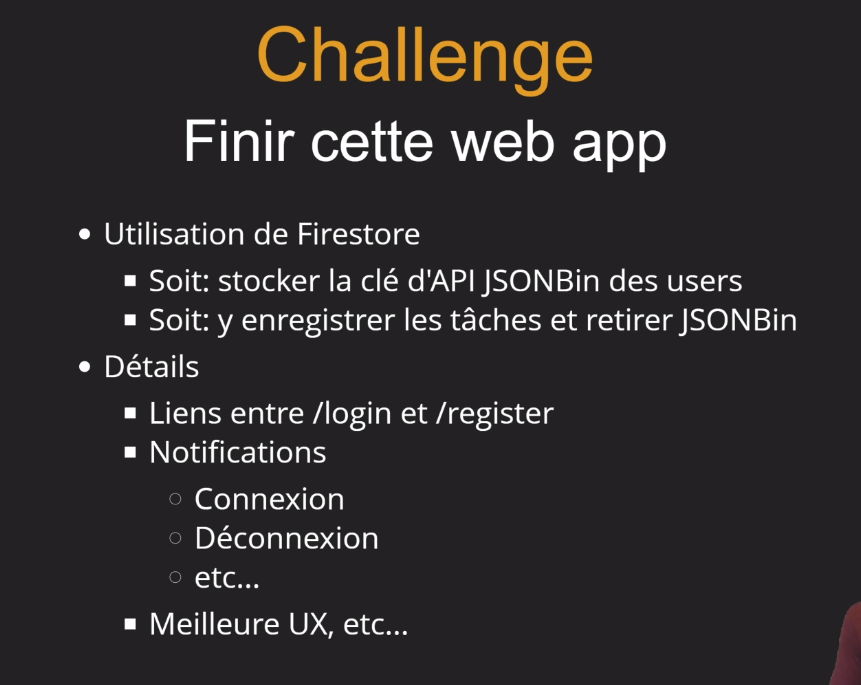 Challenge
Finir cette web app
Utilisation de Firestore
Soit: stocker la clé d'API JSONBin des users
Soit: y enregistrer les tâches et retirer JSONBin
Détails
Liens entre /login et /register
Notifications
Connexion
Déconnexion
etc...
Meilleure UX, etc...